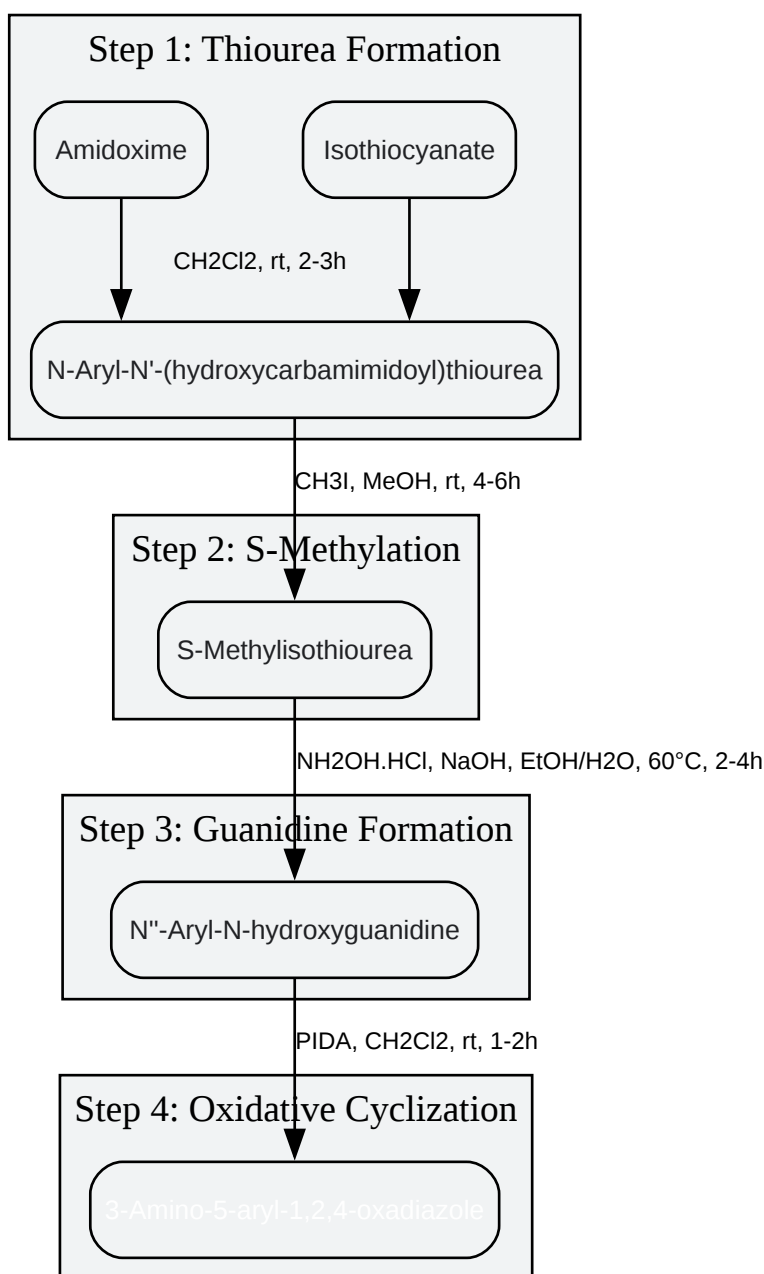 Step 1: Thiourea Formation
Amidoxime
Isothiocyanate
CH2Cl2, rt, 2-3h
N-Aryl-N'-(hydroxycarbamimidoyl)thiourea
CH3I, MeOH, rt, 4-6h
Step 2: S-Methylation
S-Methylisothiourea
NH2OH.HCl, NaOH, EtOH/H2O, 60°C, 2-4h
Step 3: Guanidine Formation
N''-Aryl-N-hydroxyguanidine
PIDA, CH2Cl2, rt, 1-2h
Step 4: Oxidative Cyclization
3-Amino-5-aryl-1,2,4-oxadiazole